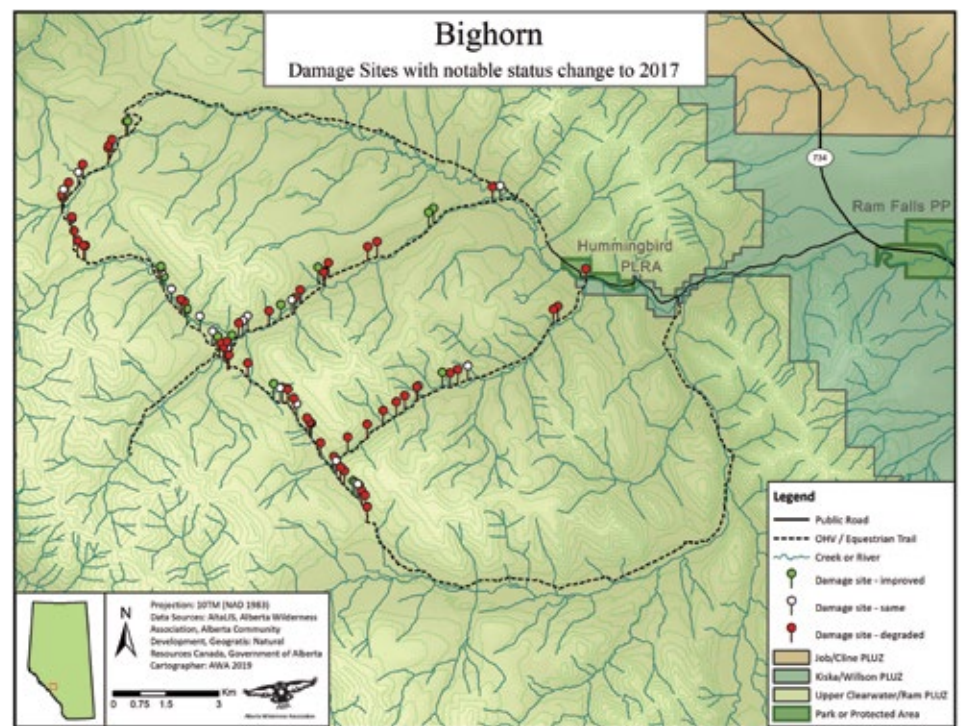 Bighorn
Damage Sites with notable status change to 2017
734
Ram Falls PP
Hummingbird
PLRA
Legend
Public Road
OHV / Equestrian Trail
Creek or River
Damage site - improved
Damage site - same
Damage site - degraded
Job/Cline PLUZ
Kiska/Willson PLUZ
Upper Clearwater/Ram PLUZ
Park or Protected Area
N
Projection: 10TM (NAD 1983)
Data Sources: AltaLIS, Alberta Wilderness
Association, Alberta Community
Development, Geogratis: Natural
Resources Canada, Government of Alberta
Cartographer: AWA 2019
Km
0 0.75 1.5 3
Alberta Wilderness Association